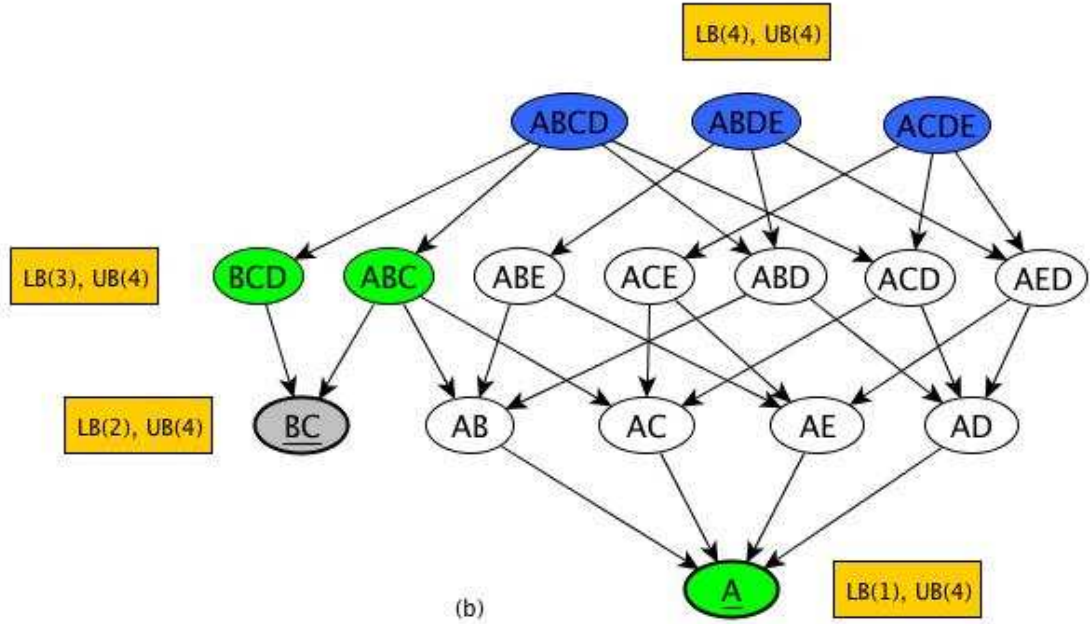 LB(4), UB(4)
ABCD
ABDE
ACDE
LB(3), UB(4)
BCD
ABC
ABE
ACE
ABD
ACD
AED
LB(2), UB(4)
BC
AB
AC
AE
AD
A
LB(1), UB(4)
(b)